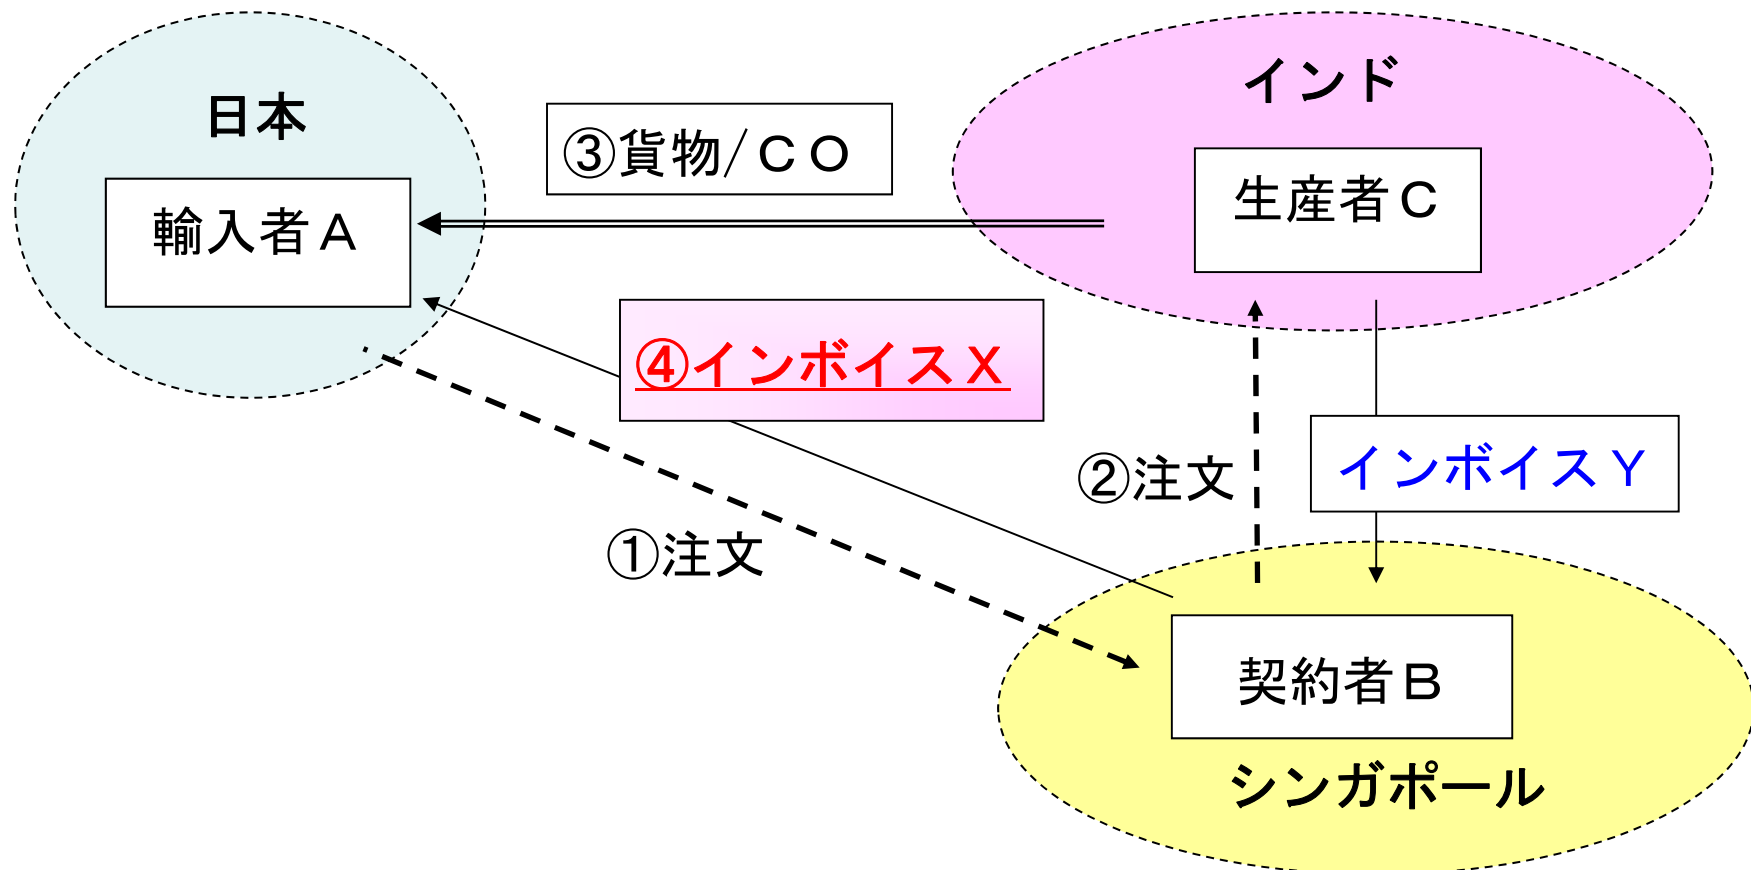 日本
インド
③貨物/ＣＯ
生産者Ｃ
輸入者Ａ
④インボイスＸ
インボイスＹ
②注文
①注文
契約者Ｂ
シンガポール